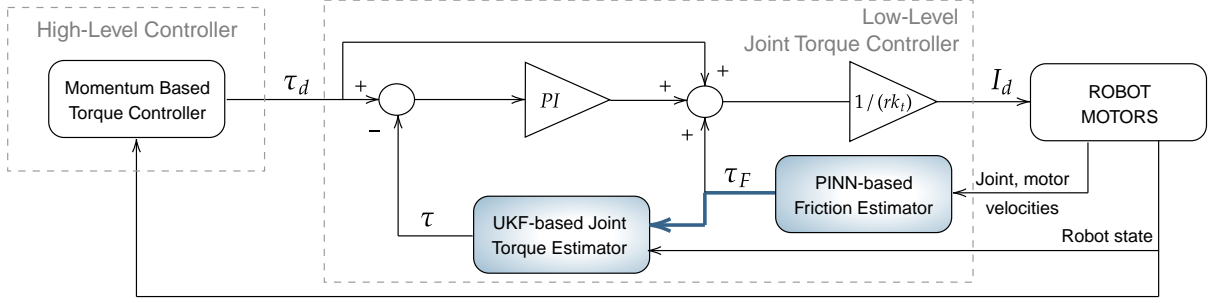 High-Level Controller
Momentum Based
Torque Controller
τ_d
+
−
PI
+
+
+
Low-Level
Joint Torque Controller
1/(rk_t)
I_d
ROBOT
MOTORS
τ_F
PINN-based
Friction Estimator
Joint, motor
velocities
τ
UKF-based Joint
Torque Estimator
Robot state